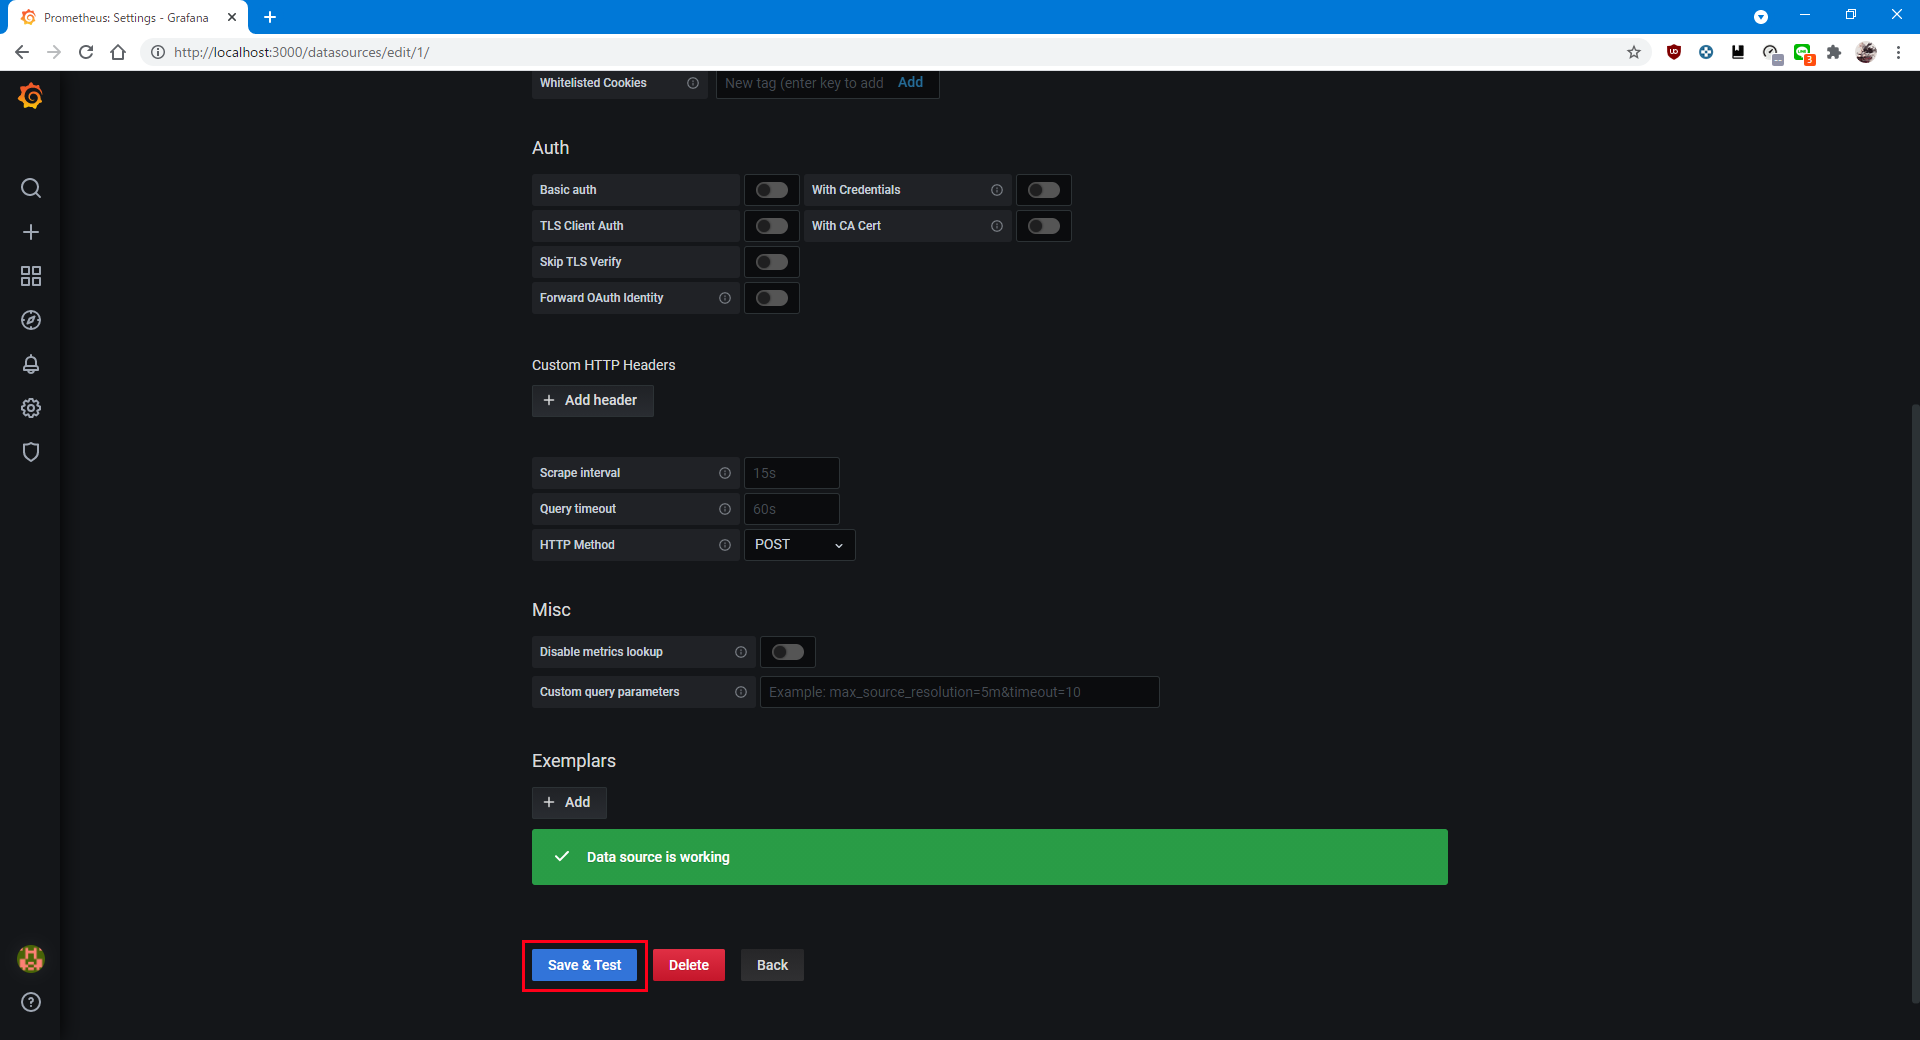 Prometheus: Settings - Grafana
http://localhost:3000/datasources/edit/1/
3
Whitelisted Cookies
New tag (enter key to add
Add
Auth
Basic auth
With Credentials
TLS Client Auth
With CA Cert
Skip TLS Verify
Forward OAuth Identity
Custom HTTP Headers
Add header
Scrape interval
15s
Query timeout
60s
HTTP Method
POST
Misc
Disable metrics lookup
Custom query parameters
Example: max_source_resolution=5m&timeout=10
Exemplars
Add
Data source is working
Save & Test
Delete
Back